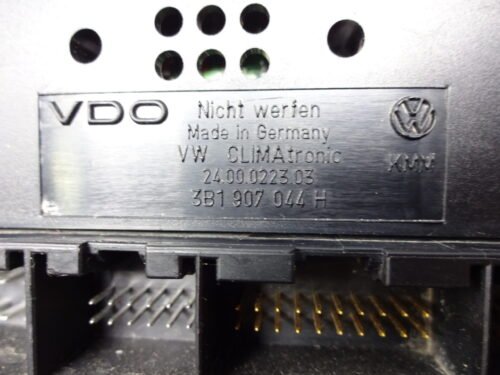 VDO Nicht werfen
Made in Germany
VW CLIMAtronic
24.00.0223.03
3B1 907 044 H